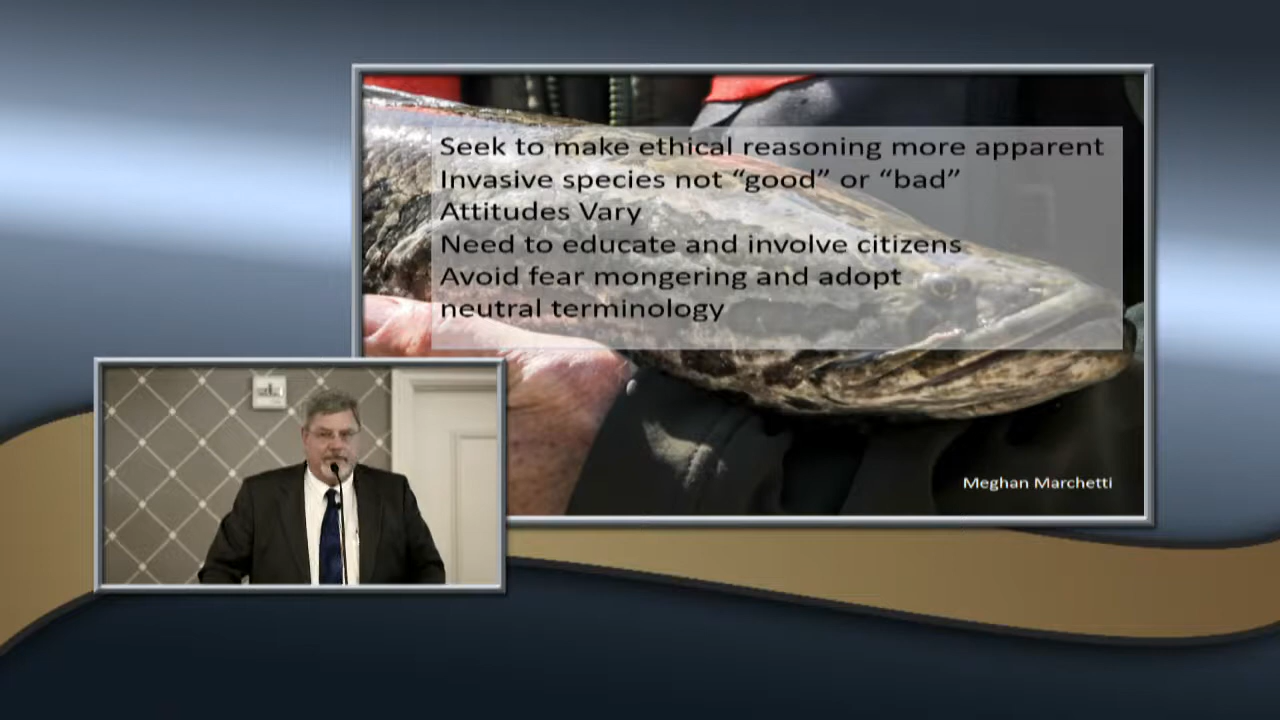 Seek to make ethical reasoning more apparent
Invasive species not “good” or “bad”
Attitudes Vary
Need to educate and involve citizens
Avoid fear mongering and adopt
neutral terminology
Meghan Marchetti